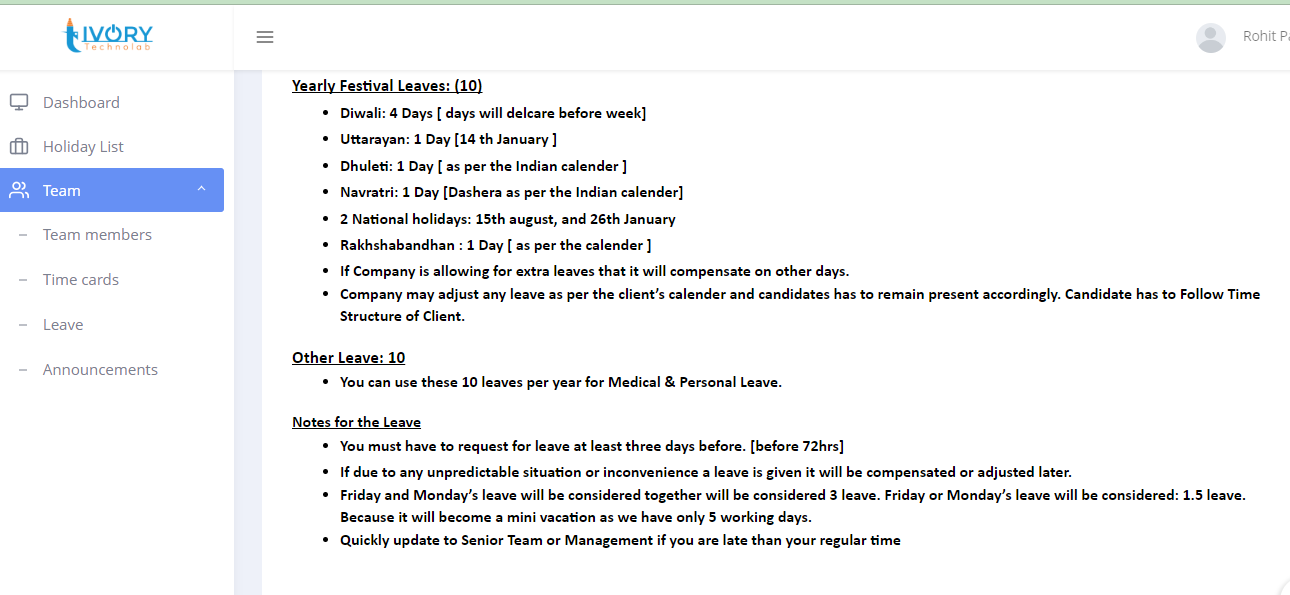 IVORY
Technolab
Rohit Pa
Dashboard
Holiday List
Team
Team members
Time cards
Leave
Announcements
Yearly Festival Leaves: (10)
Diwali: 4 Days [ days will delcare before week]
Uttarayan: 1 Day [14 th January ]
Dhuleti: 1 Day [ as per the Indian calender ]
Navratri: 1 Day [Dashera as per the Indian calender]
2 National holidays: 15th august, and 26th January
Rakhshabandhan : 1 Day [ as per the calender ]
If Company is allowing for extra leaves that it will compensate on other days.
Company may adjust any leave as per the client’s calender and candidates has to remain present accordingly. Candidate has to Follow Time
Structure of Client.
Other Leave: 10
You can use these 10 leaves per year for Medical & Personal Leave.
Notes for the Leave
You must have to request for leave at least three days before. [before 72hrs]
If due to any unpredictable situation or inconvenience a leave is given it will be compensated or adjusted later.
Friday and Monday’s leave will be considered together will be considered 3 leave. Friday or Monday’s leave will be considered: 1.5 leave.
Because it will become a mini vacation as we have only 5 working days.
Quickly update to Senior Team or Management if you are late than your regular time